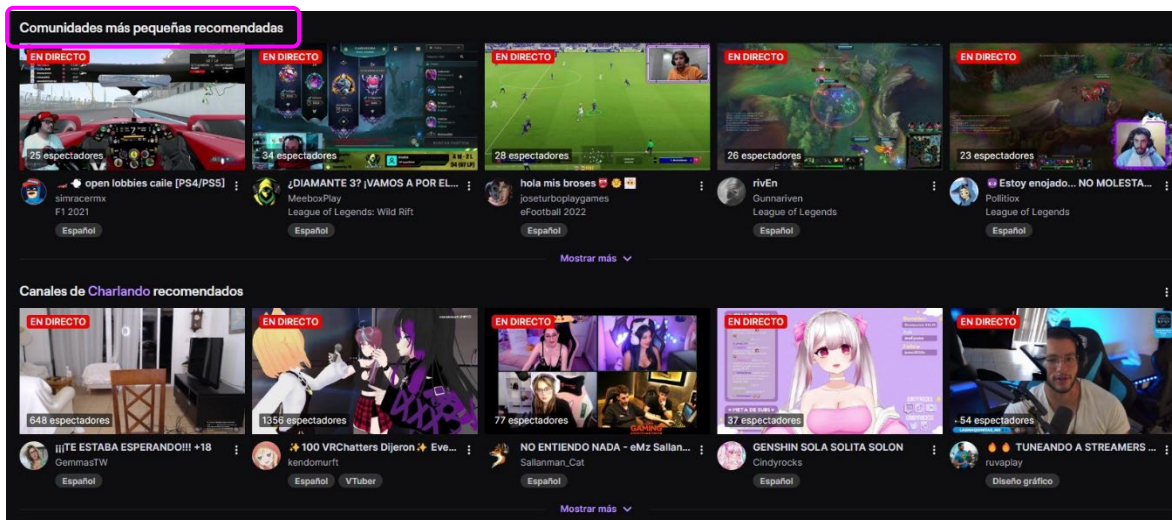 Comunidades más pequeñas recomendadas
EN DIRECTO
EN DIRECTO
EN DIRECTO
EN DIRECTO
EN DIRECTO
25 espectadores
34 espectadores
28 espectadores
26 espectadores
23 espectadores
open lobbies caile [PS4/PS5]
simracermx
F1 2021
Español
¿DIAMANTE 3? ¡VAMOS A POR EL...
MeeboxPlay
League of Legends: Wild Rift
Español
hola mis broses
joseturboplaygames
eFootball 2022
Español
rivEn
Gunnariven
League of Legends
Español
Estoy enojado... NO MOLESTA...
Pollitiox
League of Legends
Español
Mostrar más
Canales de Charlando recomendados
EN DIRECTO
EN DIRECTO
EN DIRECTO
EN DIRECTO
EN DIRECTO
648 espectadores
1356 espectadores
77 espectadores
GAMING
37 espectadores
54 espectadores
¡¡¡TE ESTABA ESPERANDO!!! +18
GemmasTW
Español
100 VRChatters Dijeron ✨ Eve...
kendomurft
Español
VTuber
NO ENTIENDO NADA - eMz Sallan...
Sallanman_Cat
Español
GENSHIN SOLA SOLITA SOLON
Cindyrocks
Español
TUNEANDO A STREAMERS ...
ruvaplay
Diseño gráfico
Mostrar más